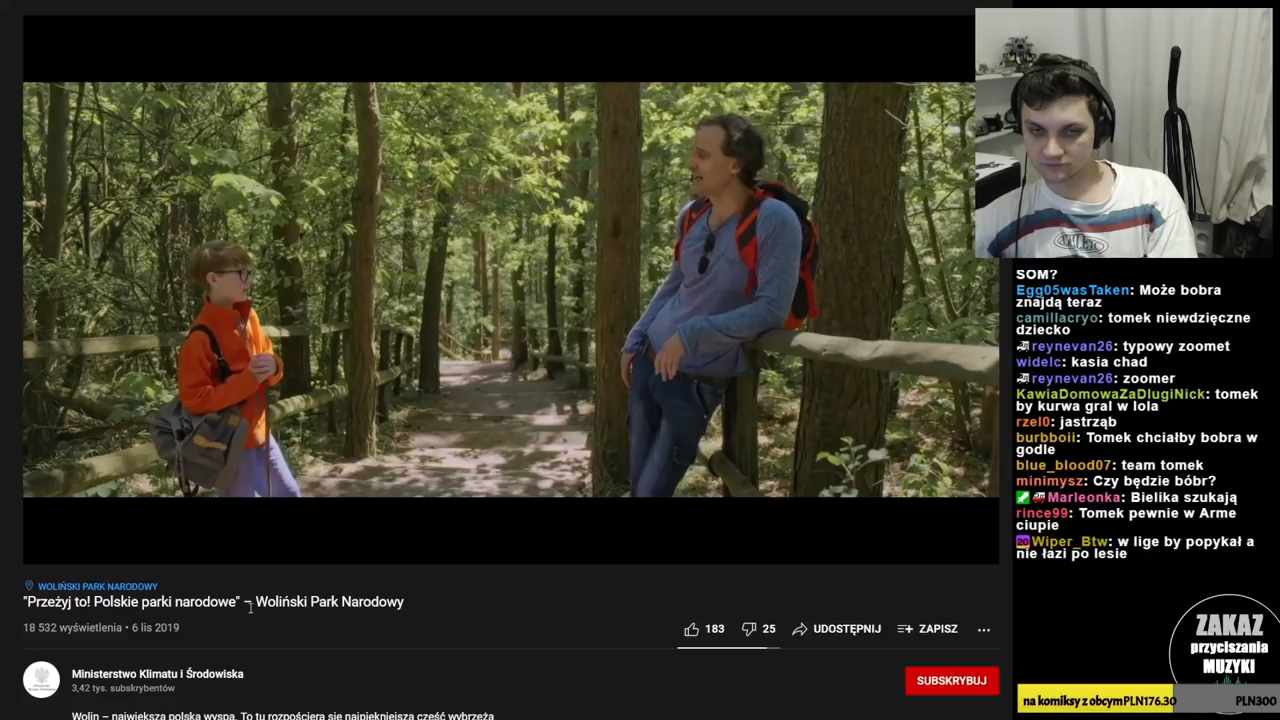 SOM?
Egg05wasTaken: Może bobra
znajdą teraz
camillacryo: tomek niewdzięczne
dziecko
reynevan26: typowy zoomet
widelc: kasia chad
reynevan26: zoomer
KawiaDomowaZaDlugiNick: tomek
by kurwa gral w lola
rzel0: jastrząb
burbboii: Tomek chciałby bobra w
godle
blue_blood07: team tomek
minimysz: Czy będzie bóbr?
Marleonka: Bielika szukają
rince99: Tomek pewnie w Arme
ciupie
20 Wiper_Btw: w lige by popykał a
nie łazi po lesie
WOLIŃSKI PARK NARODOWY
"Przeżyj to! Polskie parki narodowe" – Woliński Park Narodowy
18 532 wyświetlenia • 6 lis 2019
183 25 UDOSTĘPNIJ ZAPISZ ...
Ministerstwo Klimatu i Środowiska
3,42 tys. subskrybentów
SUBSKRYBUJ
Wolin – największa polska wyspa. To tu rozpościera się najpiękniejsza część wybrzeża
ZAKAZ
przyciszania
MUZYKI
na komiksy z obcymPLN176.30 PLN300